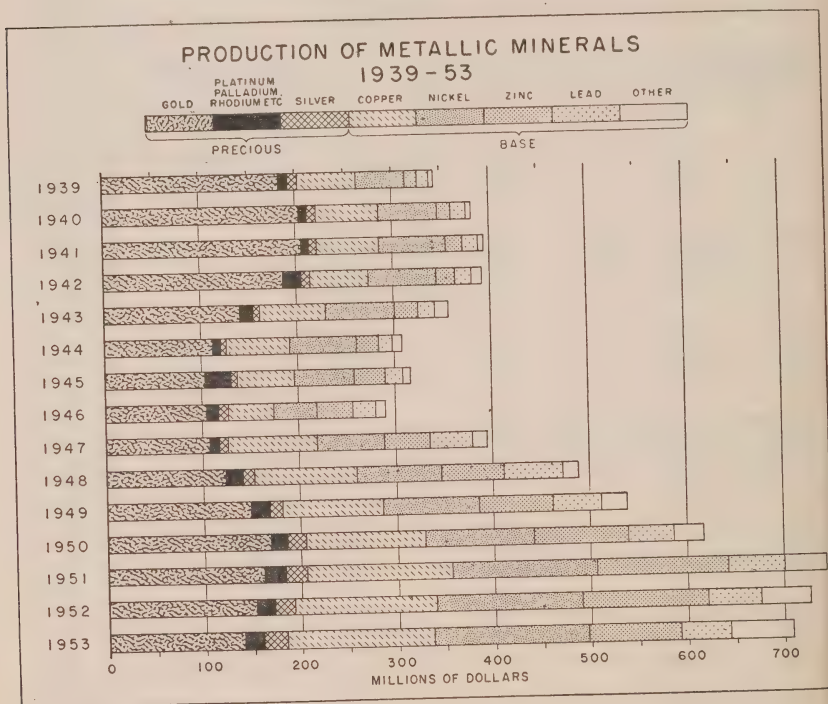 PRODUCTION OF METALLIC MINERALS
1939-53
GOLD
PLATINUM
PALLADIUM,
RHODIUM ETC
SILVER
COPPER
NICKEL
ZINC
LEAD
OTHER
PRECIOUS
BASE
1939
1940
1941
1942
1943
1944
1945
1946
1947
1948
1949
1950
1951
1952
1953
0 100 200 300 400 500 600 700
MILLIONS OF DOLLARS